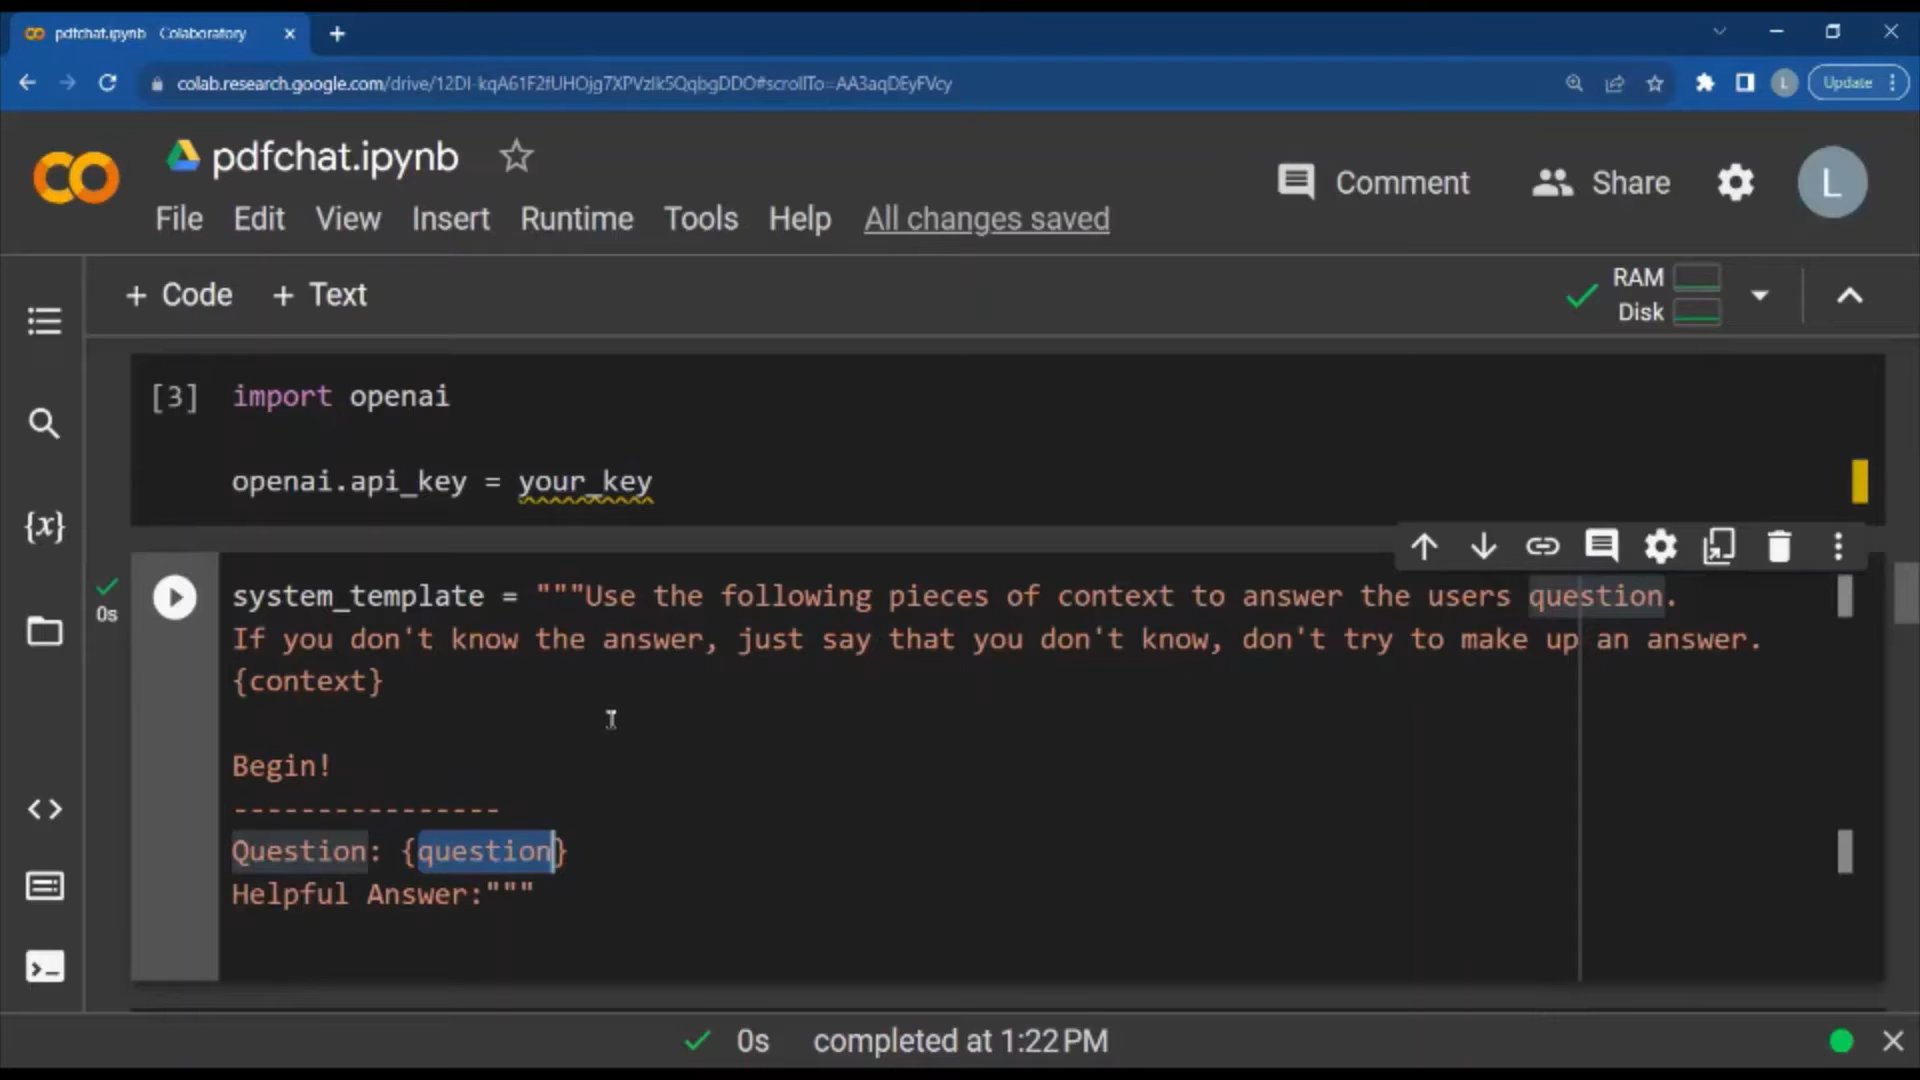 pdfchat.ipynb - Colaboratory
colab.research.google.com/drive/12DI-kqA61F2fUHOjg7XPVzlk5QqbgDDO#scrollTo=AA3aqDEyFVcy
L
Update
pdfchat.ipynb
Comment
Share
L
File Edit View Insert Runtime Tools Help All changes saved
+ Code + Text
RAM
Disk
[3] import openai
openai.api_key = your_key
{x}
0s
system_template = """Use the following pieces of context to answer the users question.
If you don't know the answer, just say that you don't know, don't try to make up an answer.
{context}
Begin!
----------------
Question: {question}
Helpful Answer:"""
0s completed at 1:22 PM